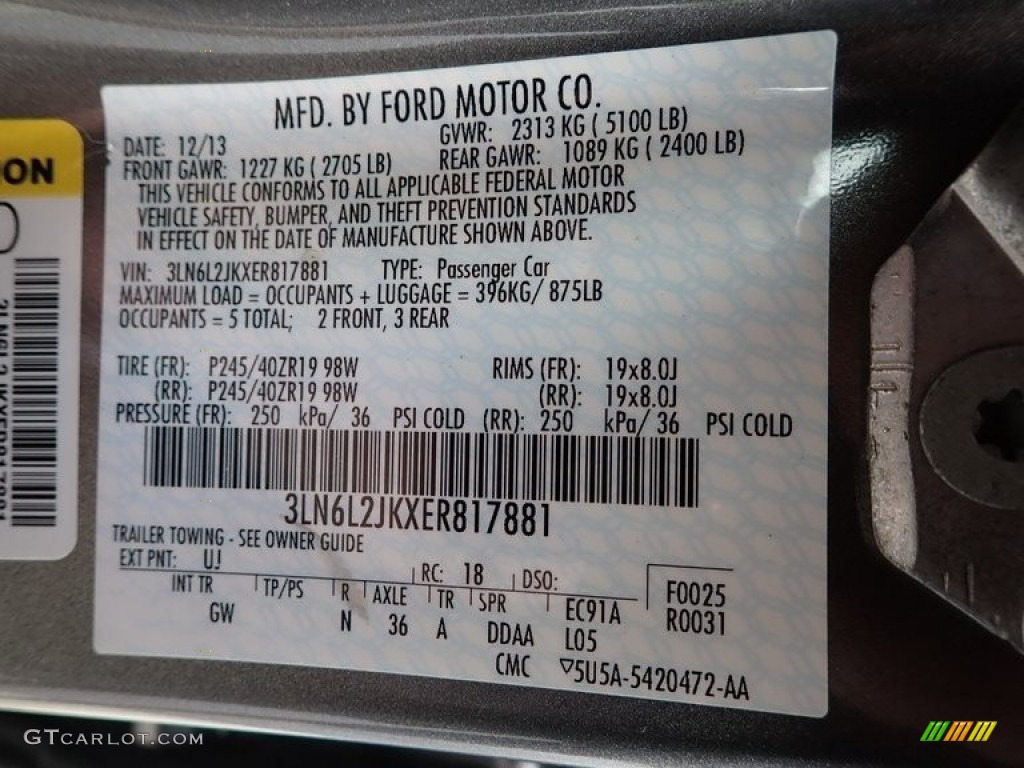 MFD. BY FORD MOTOR CO.
DATE: 12/13 GVWR: 2313 KG ( 5100 LB)
FRONT GAWR: 1227 KG ( 2705 LB) REAR GAWR: 1089 KG ( 2400 LB)
THIS VEHICLE CONFORMS TO ALL APPLICABLE FEDERAL MOTOR
VEHICLE SAFETY, BUMPER, AND THEFT PREVENTION STANDARDS
IN EFFECT ON THE DATE OF MANUFACTURE SHOWN ABOVE.
VIN: 3LN6L2JKXER817881 TYPE: Passenger Car
MAXIMUM LOAD = OCCUPANTS + LUGGAGE = 396KG/ 875LB
OCCUPANTS = 5 TOTAL; 2 FRONT, 3 REAR
TIRE (FR): P245/40ZR19 98W RIMS (FR): 19x8.0J
(RR): P245/40ZR19 98W (RR): 19x8.0J
PRESSURE (FR): 250 kPa/ 36 PSI COLD (RR): 250 kPa/ 36 PSI COLD
3LN6L2JKXER817881
TRAILER TOWING - SEE OWNER GUIDE
EXT PNT: UJ RC: 18 DSO: F0025
INT TR TP/PS R AXLE TR SPR EC91A R0031
GW N 36 A DDAA L05
CMC ▽5U5A-5420472-AA
ION
GTCARLOT.COM